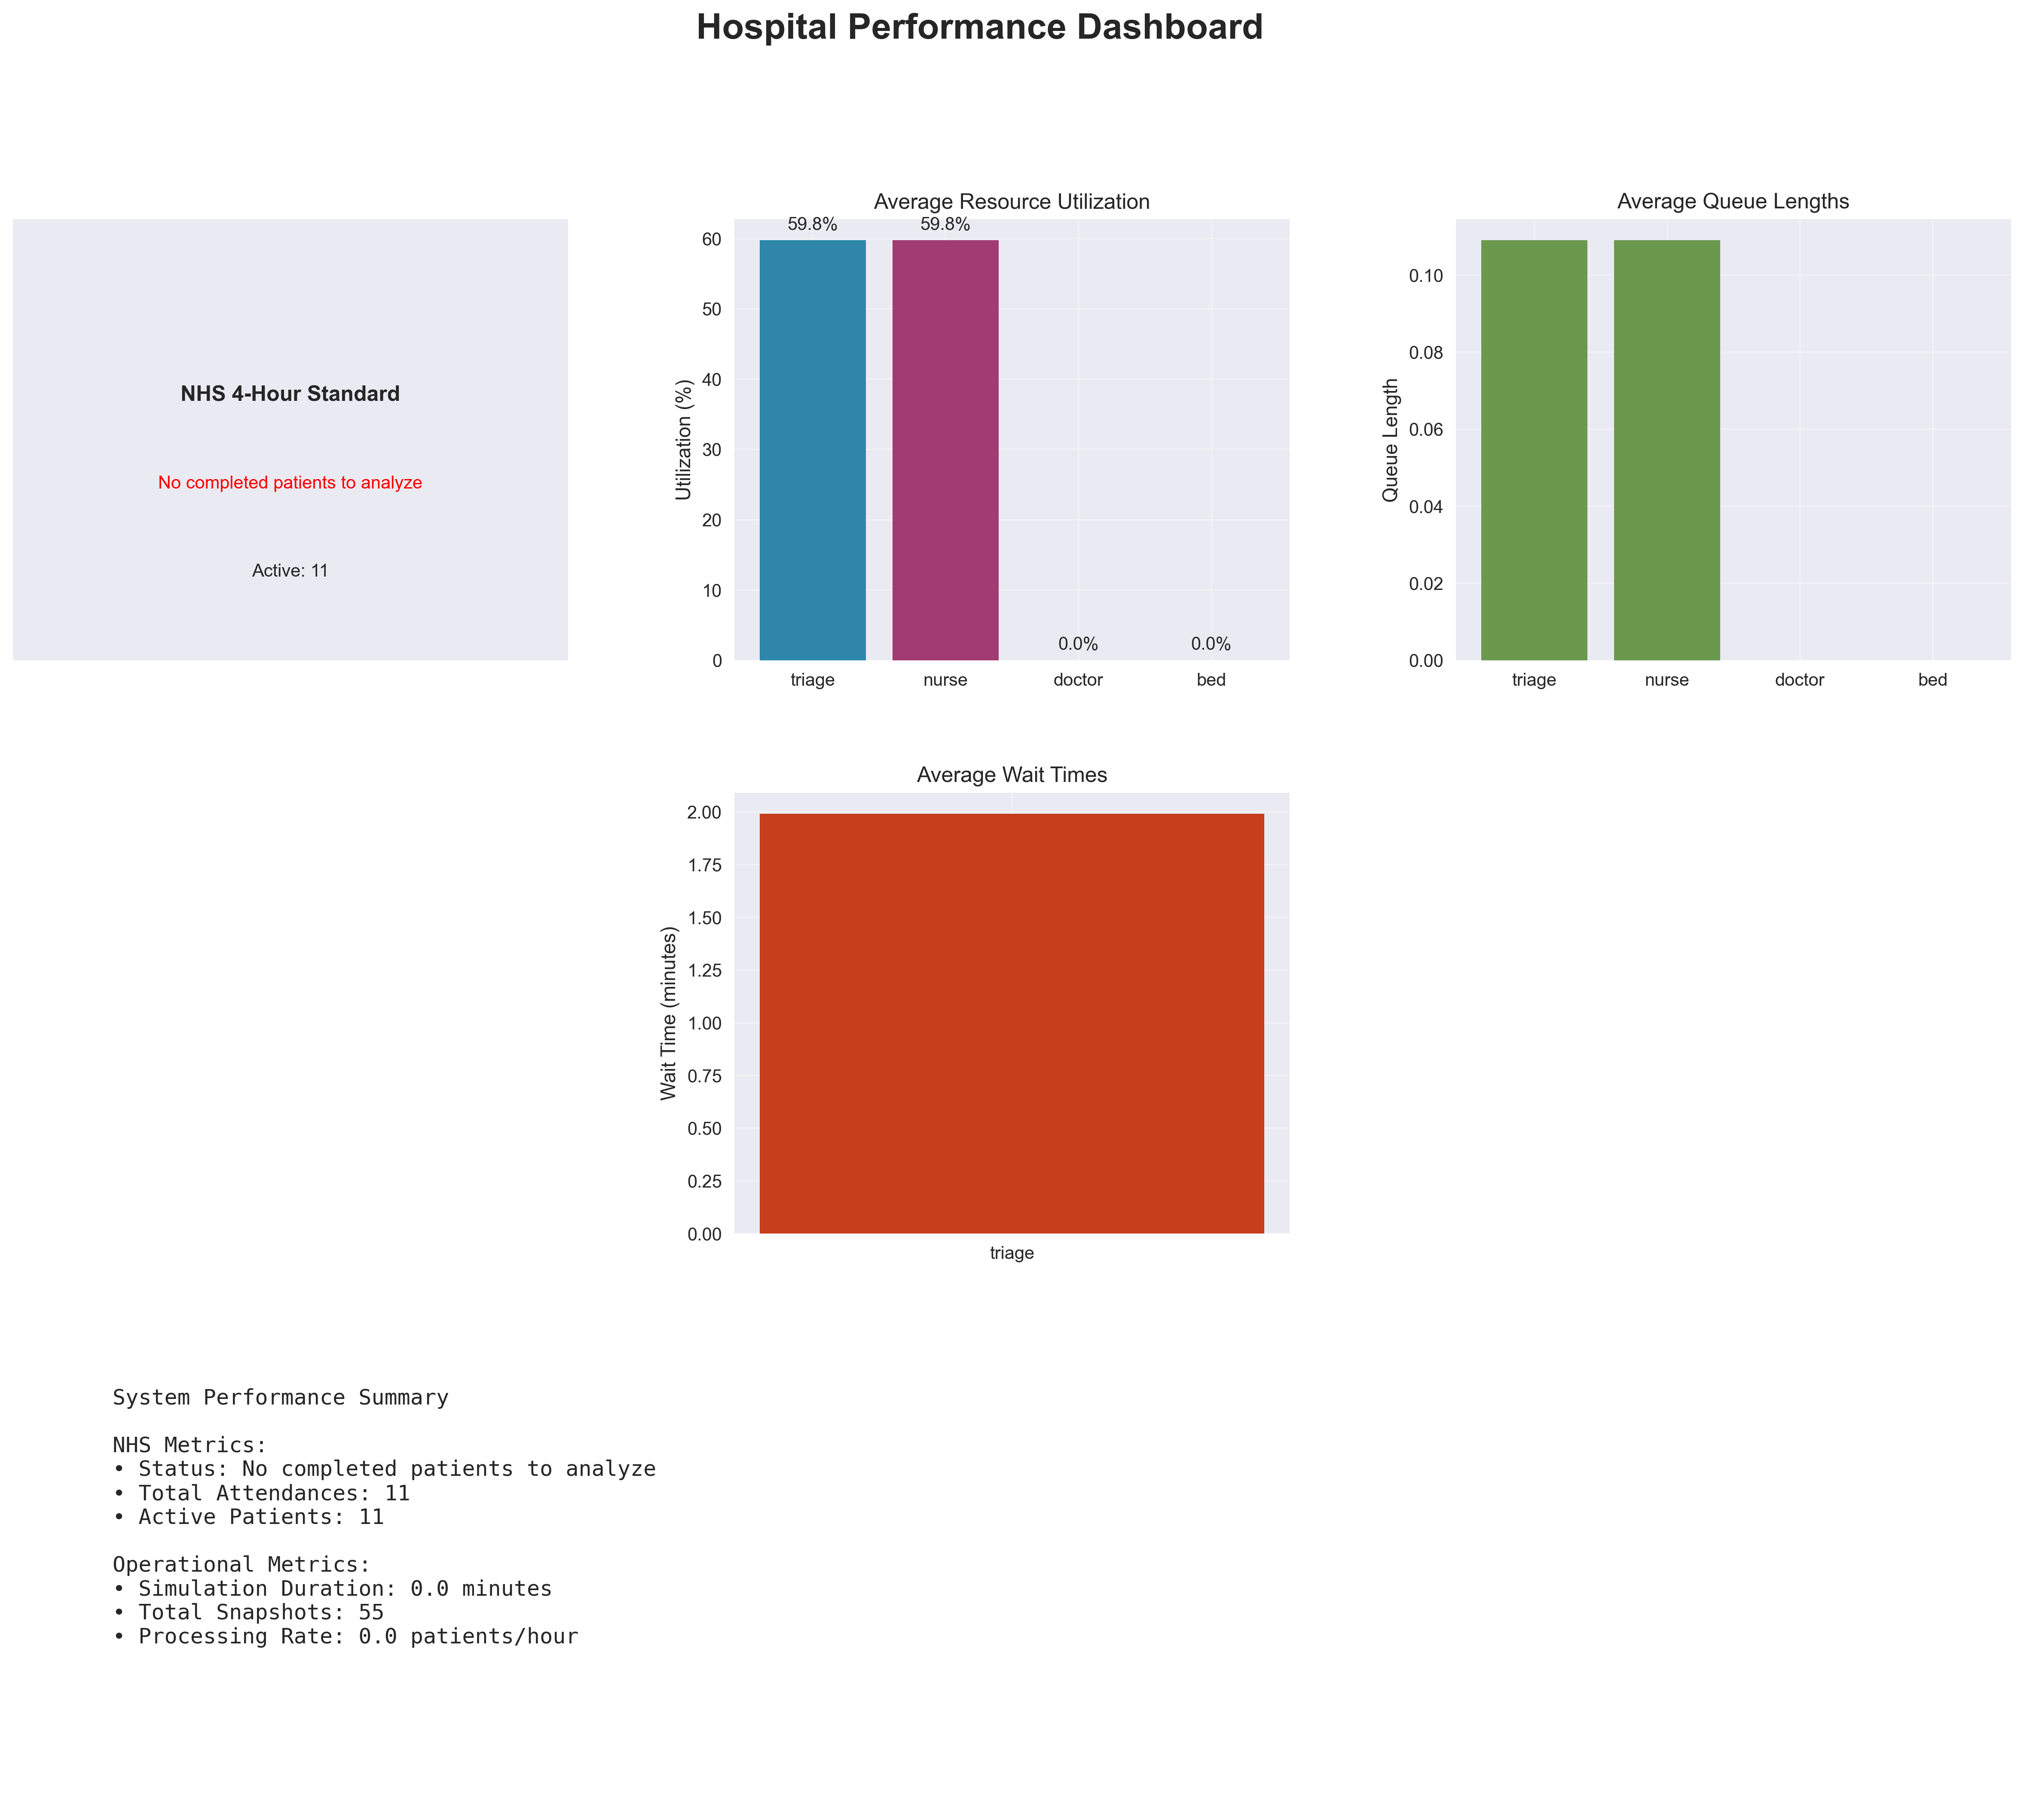 Hospital Performance Dashboard
NHS 4-Hour Standard
No completed patients to analyze
Active: 11
Average Resource Utilization
Utilization (%)
60
50
40
30
20
10
0
59.8%
59.8%
0.0%
0.0%
triage
nurse
doctor
bed
Average Queue Lengths
Queue Length
0.10
0.08
0.06
0.04
0.02
0.00
triage
nurse
doctor
bed
Average Wait Times
Wait Time (minutes)
2.00
1.75
1.50
1.25
1.00
0.75
0.50
0.25
0.00
triage
System Performance Summary
NHS Metrics:
• Status: No completed patients to analyze
• Total Attendances: 11
• Active Patients: 11
Operational Metrics:
• Simulation Duration: 0.0 minutes
• Total Snapshots: 55
• Processing Rate: 0.0 patients/hour